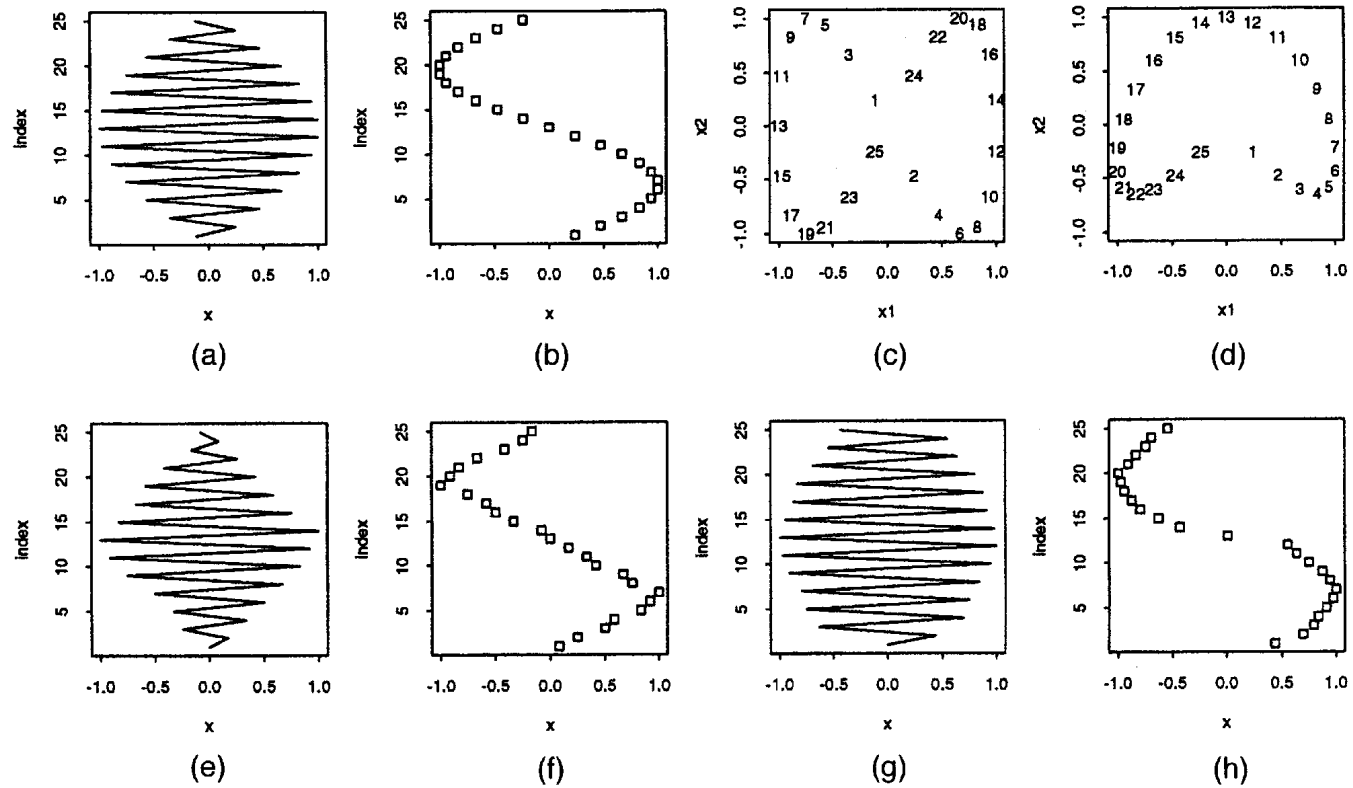 25
20
15
10
5
index
-1.0 -0.5 0.0 0.5 1.0
x
(a)
25
20
15
10
5
index
-1.0 -0.5 0.0 0.5 1.0
x
(b)
1.0
0.5
0.0
-0.5
-1.0
x2
7 5 20 18
9 3 22 16
11 24
1 14
13
25 12
15 2
23 10
17 4
19 21 6 8
-1.0 -0.5 0.0 0.5 1.0
x1
(c)
1.0
0.5
0.0
-0.5
-1.0
x2
14 13 12
15 11
16 10
17 9
18 8
19 25 1 7
20 24 2 6
21 22 23 3 4 5
-1.0 -0.5 0.0 0.5 1.0
x1
(d)
25
20
15
10
5
index
-1.0 -0.5 0.0 0.5 1.0
x
(e)
25
20
15
10
5
index
-1.0 -0.5 0.0 0.5 1.0
x
(f)
25
20
15
10
5
index
-1.0 -0.5 0.0 0.5 1.0
x
(g)
25
20
15
10
5
index
-1.0 -0.5 0.0 0.5 1.0
x
(h)